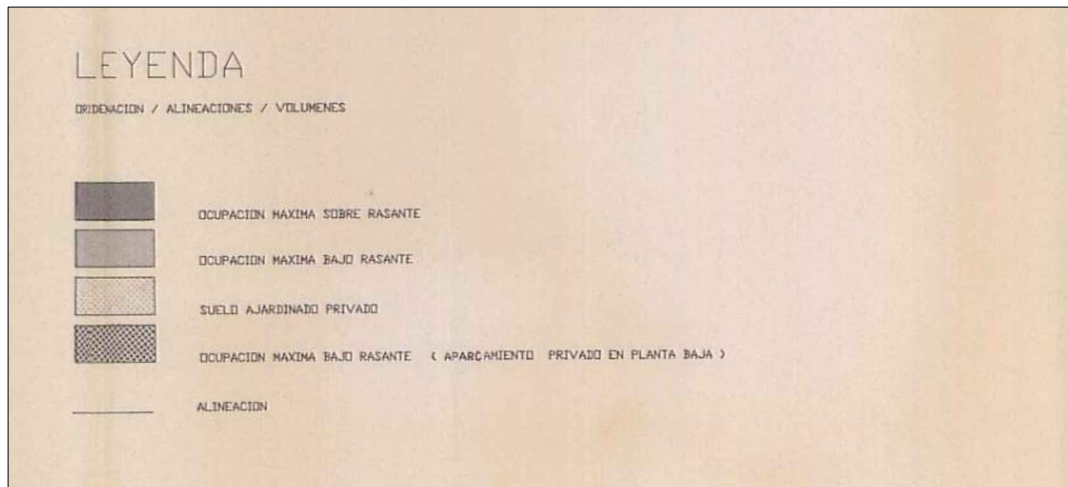 LEYENDA
ORIDENACION / ALINEACIONES / VOLUMENES
OCUPACION MAXIMA SOBRE RASANTE
OCUPACION MAXIMA BAJO RASANTE
SUELO AJARDINADO PRIVADO
OCUPACION MAXIMA BAJO RASANTE ( APARCAMIENTO PRIVADO EN PLANTA BAJA )
ALINEACION